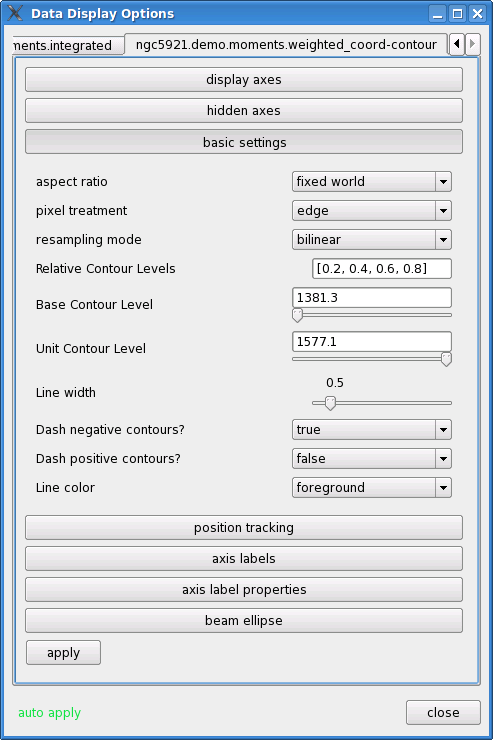 Data Display Options
ments.integrated
ngc5921.demo.moments.weighted_coord-contour
display axes
hidden axes
basic settings
aspect ratio fixed world
pixel treatment edge
resampling mode bilinear
Relative Contour Levels [0.2, 0.4, 0.6, 0.8]
Base Contour Level 1381.3
Unit Contour Level 1577.1
Line width 0.5
Dash negative contours? true
Dash positive contours? false
Line color foreground
position tracking
axis labels
axis label properties
beam ellipse
apply
auto apply close